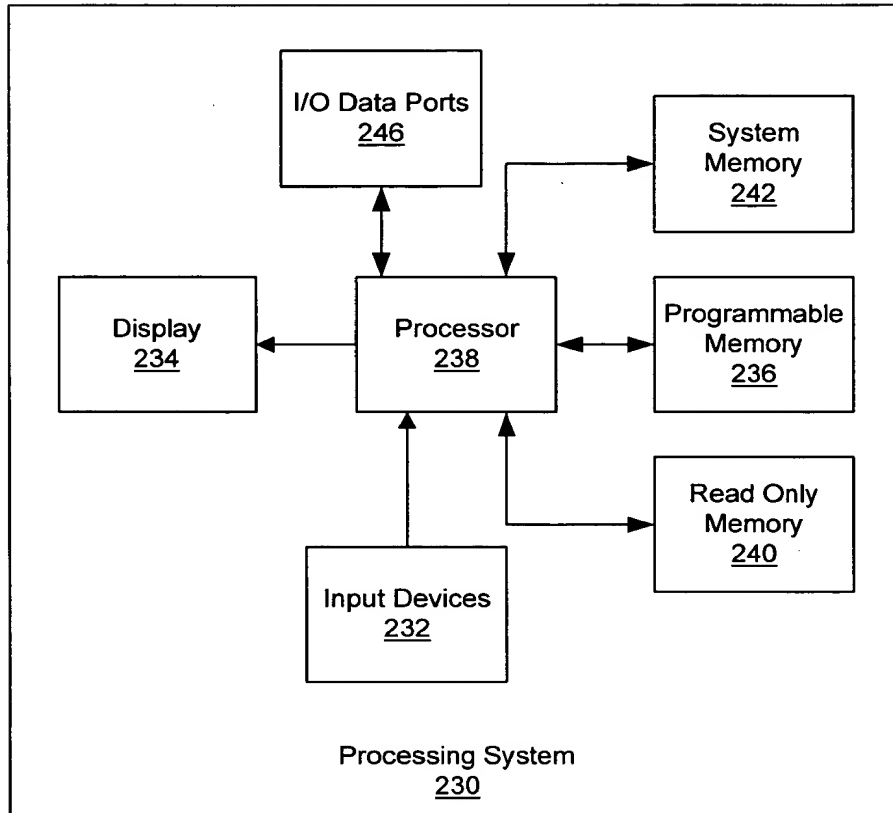 I/O Data Ports
246
System
Memory
242
Display
234
Processor
238
Programmable
Memory
236
Read Only
Memory
240
Input Devices
232
Processing System
230